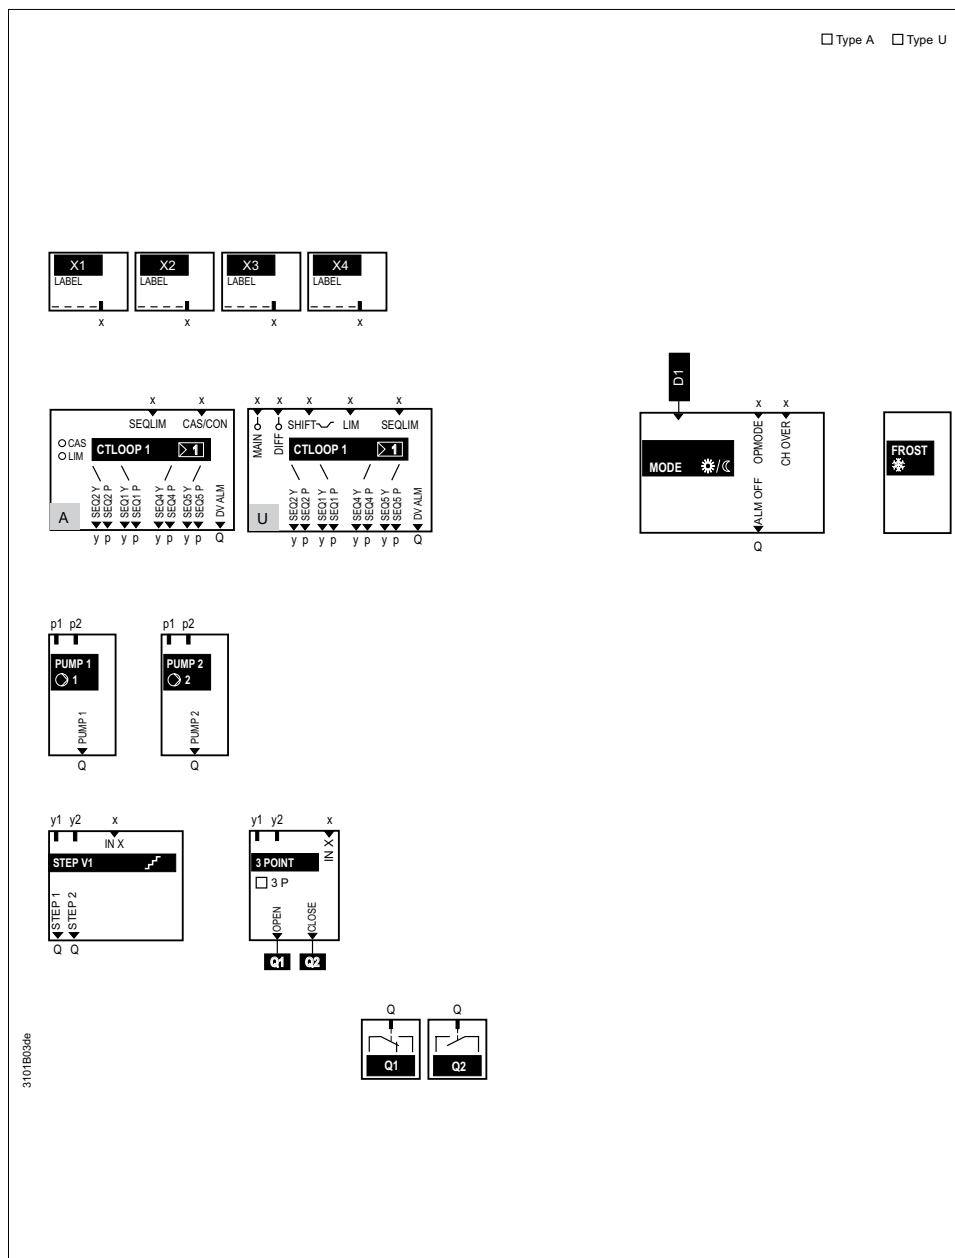 Type A Type U
X1 X2 X3 X4
LABEL LABEL LABEL LABEL
x x x x
D1
x x x x x x x x x
SEQLIM CAS/CON MAIN DIFF SHIFT LIM SEQLIM OPMODE CH OVER
CAS
LIM
CTLOOP 1 1 CTLOOP 1 1
MODE / FROST
SEQ2 Y SEQ2 P SEQ1 Y SEQ1 P SEQ4 Y SEQ4 P SEQ5 Y SEQ5 P DV ALM
SEQ2 Y SEQ2 P SEQ1 Y SEQ1 P SEQ4 Y SEQ4 P SEQ5 Y SEQ5 P DV ALM
ALM OFF
A U
y p y p y p y p Q y p y p y p y p Q Q
p1 p2 p1 p2
PUMP 1 PUMP 2
1 2
PUMP 1 PUMP 2
Q Q
y1 y2 x y1 y2 x
IN X IN X
STEP V1 3 POINT
3 P
STEP 1 STEP 2 OPEN CLOSE
Q Q Q1 Q2
Q Q
Q1 Q2
3101B03de